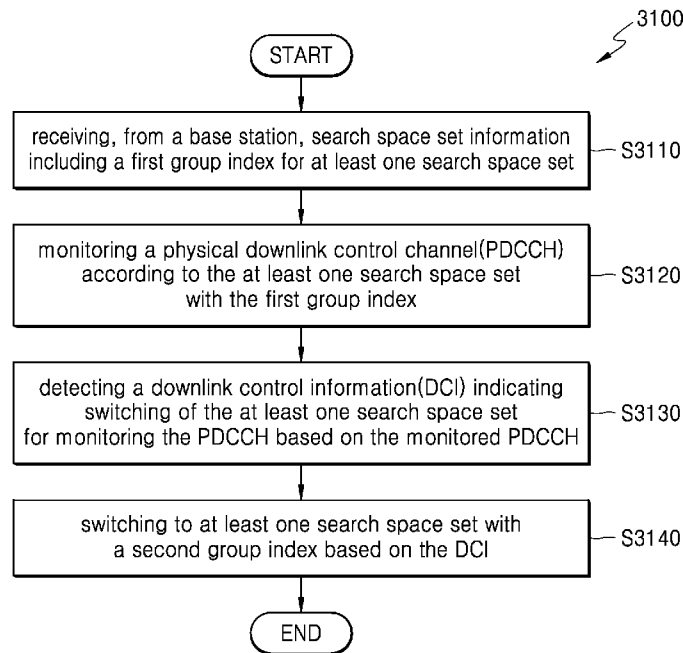 3100
START
receiving, from a base station, search space set information
including a first group index for at least one search space set
S3110
monitoring a physical downlink control channel(PDCCH)
according to the at least one search space set
with the first group index
S3120
detecting a downlink control information(DCI) indicating
switching of the at least one search space set
for monitoring the PDCCH based on the monitored PDCCH
S3130
switching to at least one search space set with
a second group index based on the DCI
S3140
END